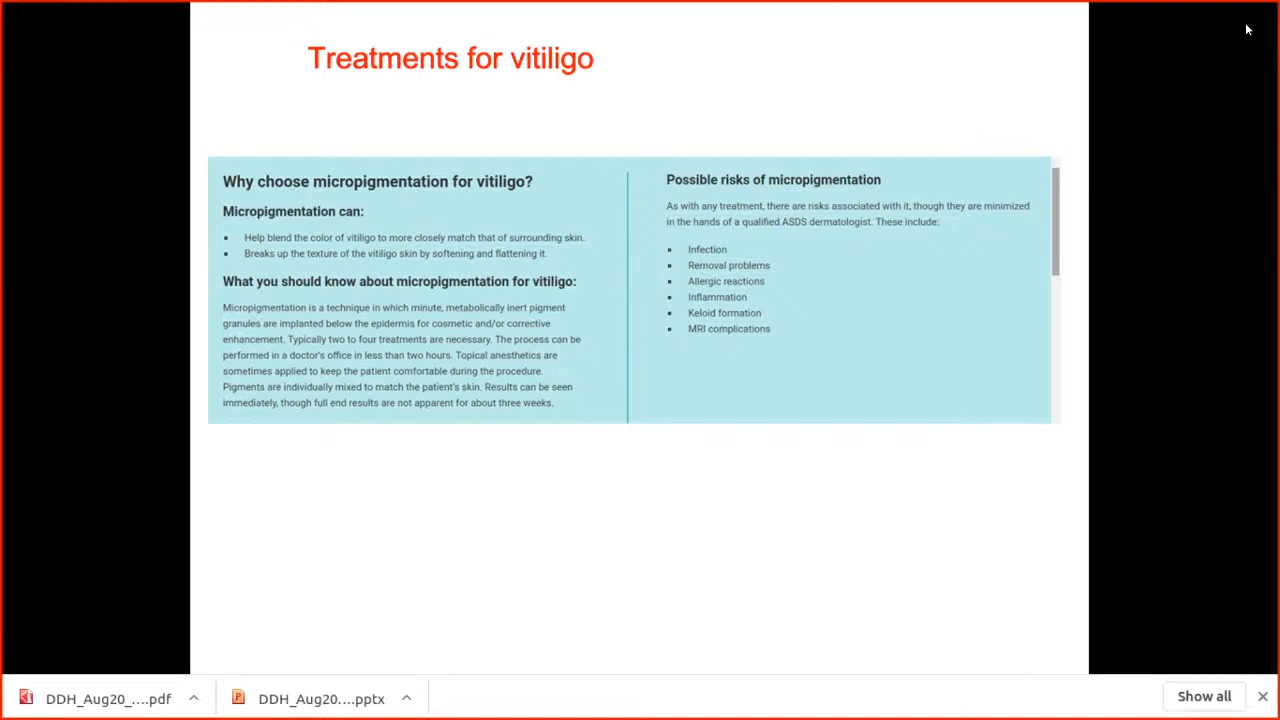 Treatments for vitiligo
Why choose micropigmentation for vitiligo?
Micropigmentation can:
▪ Help blend the color of vitiligo to more closely match that of surrounding skin.
▪ Breaks up the texture of the vitiligo skin by softening and flattening it.
What you should know about micropigmentation for vitiligo:
Micropigmentation is a technique in which minute, metabolically inert pigment
granules are implanted below the epidermis for cosmetic and/or corrective
enhancement. Typically two to four treatments are necessary. The process can be
performed in a doctor's office in less than two hours. Topical anesthetics are
sometimes applied to keep the patient comfortable during the procedure.
Pigments are individually mixed to match the patient's skin. Results can be seen
immediately, though full end results are not apparent for about three weeks.
Possible risks of micropigmentation
As with any treatment, there are risks associated with it, though they are minimized
in the hands of a qualified ASDS dermatologist. These include:
▪ Infection
▪ Removal problems
▪ Allergic reactions
▪ Inflammation
▪ Keloid formation
▪ MRI complications
DDH_Aug20_....pdf
DDH_Aug20....pptx
Show all